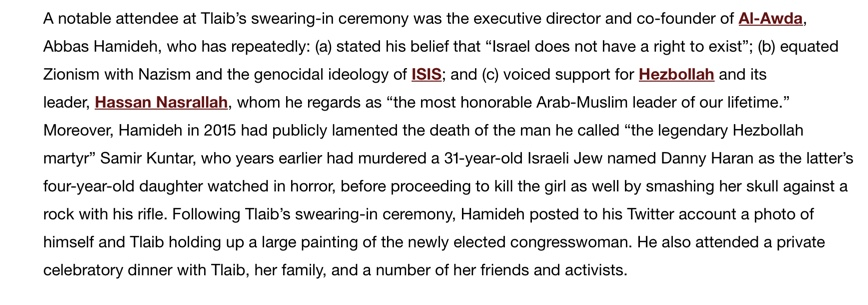 A notable attendee at Tlaib’s swearing-in ceremony was the executive director and co-founder of Al-Awda,
Abbas Hamideh, who has repeatedly: (a) stated his belief that “Israel does not have a right to exist”; (b) equated
Zionism with Nazism and the genocidal ideology of ISIS; and (c) voiced support for Hezbollah and its
leader, Hassan Nasrallah, whom he regards as “the most honorable Arab-Muslim leader of our lifetime.”
Moreover, Hamideh in 2015 had publicly lamented the death of the man he called “the legendary Hezbollah
martyr” Samir Kuntar, who years earlier had murdered a 31-year-old Israeli Jew named Danny Haran as the latter’s
four-year-old daughter watched in horror, before proceeding to kill the girl as well by smashing her skull against a
rock with his rifle. Following Tlaib’s swearing-in ceremony, Hamideh posted to his Twitter account a photo of
himself and Tlaib holding up a large painting of the newly elected congresswoman. He also attended a private
celebratory dinner with Tlaib, her family, and a number of her friends and activists.